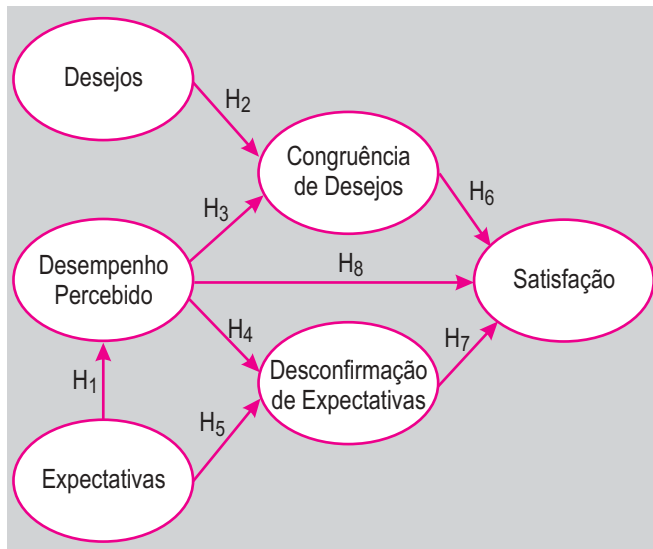 Desejos
H2
Congruência
de Desejos
H3
H6
Desempenho
Percebido
H8
Satisfação
H4
H7
Desconfirmação
de Expectativas
H1
H5
Expectativas